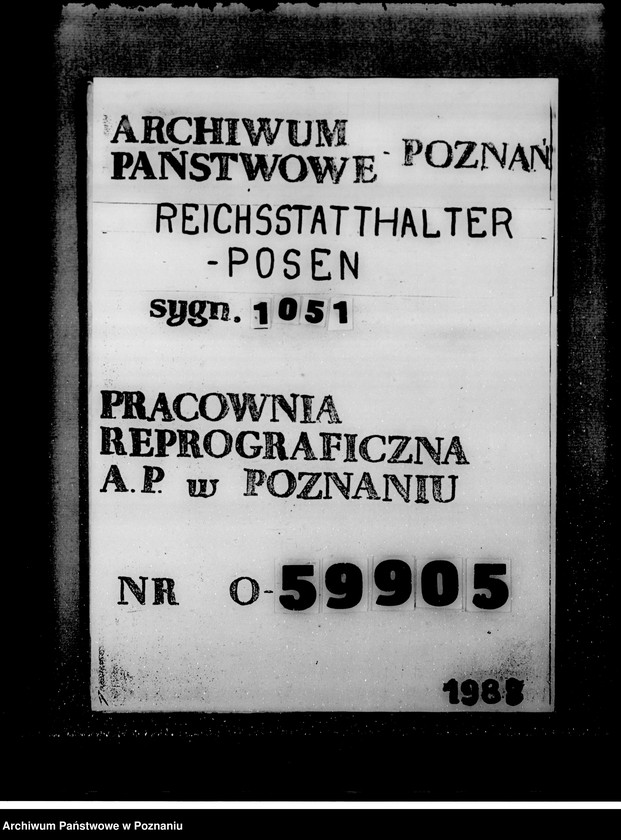 ARCHIWUM
PAŃSTWOWE - POZNAŃ
REICHSSTATTHALTER
-POSEN
sygn. 1051
PRACOWNIA
REPROGRAFICZNA
A.P. w POZNANIU
NR O-59905
Archiwum Państwowe w Poznaniu